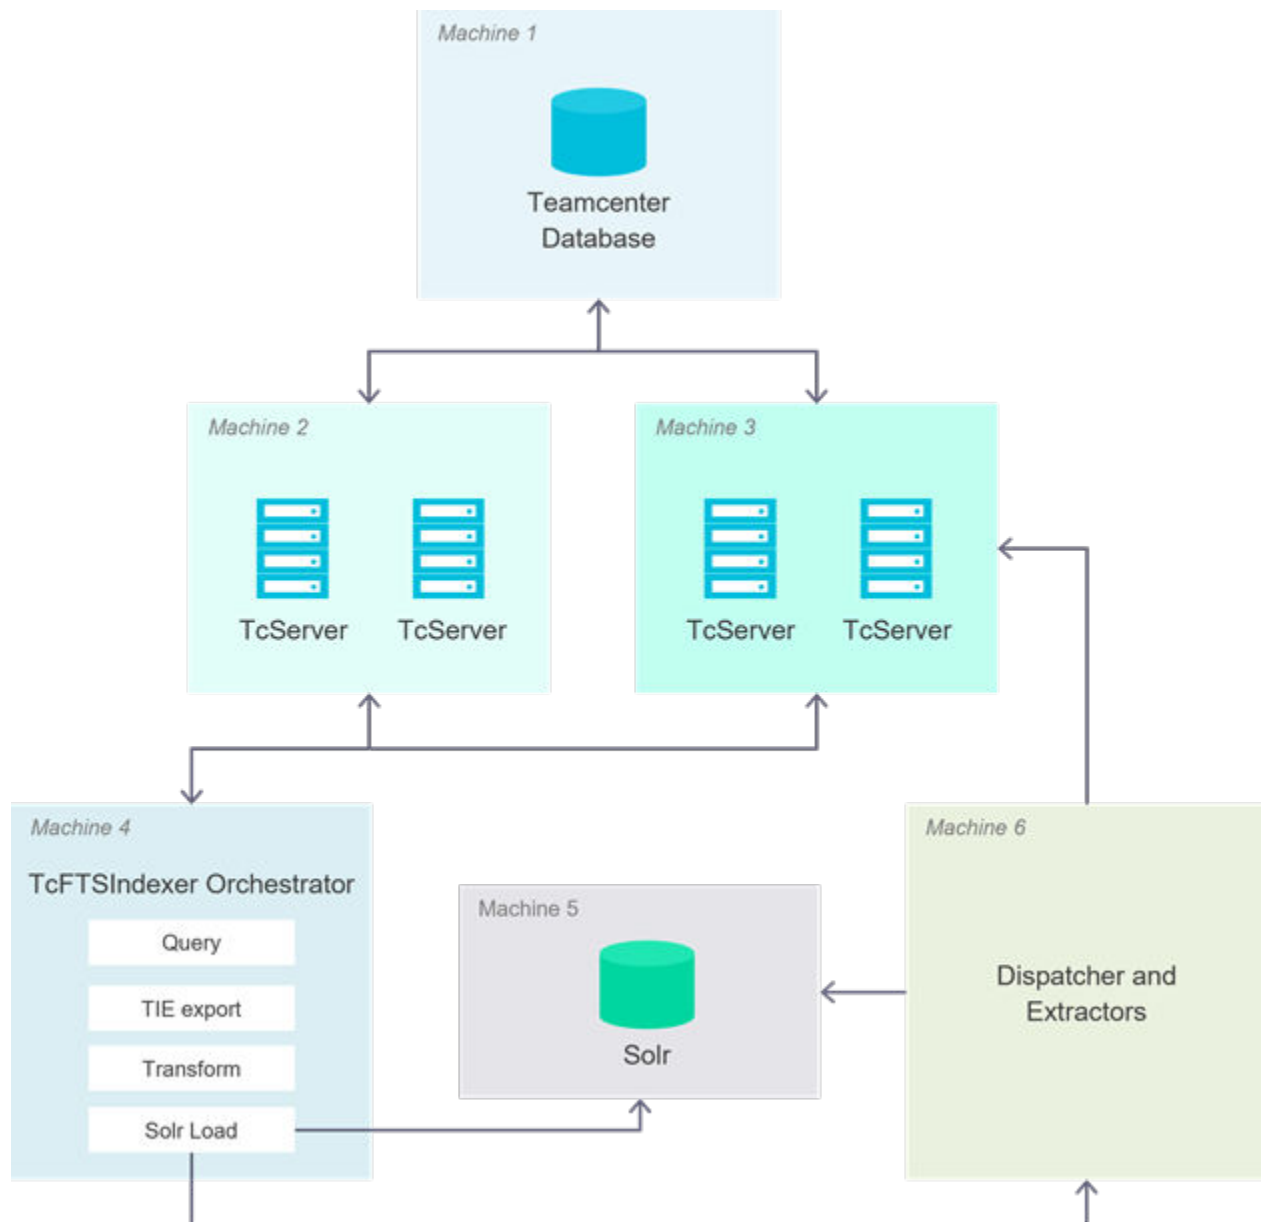 Machine 1
Teamcenter
Database
Machine 2
TcServer
TcServer
Machine 3
TcServer
TcServer
Machine 4
TcFTSIndexer Orchestrator
Query
TIE export
Transform
Solr Load
Machine 5
Solr
Machine 6
Dispatcher and
Extractors